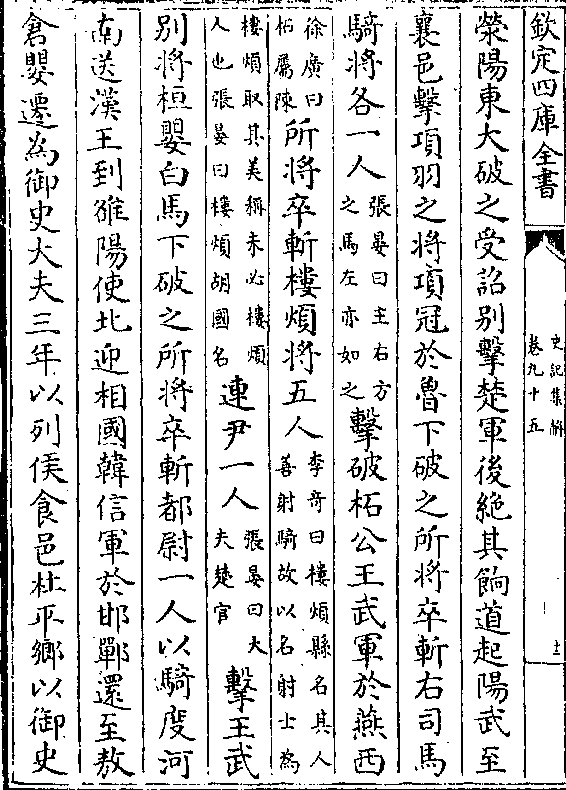 欽定四庫全書
史記集解
卷九十五
十
滎陽東大破之受詔别擊楚軍後絶其餉道起陽武至
襄邑擊項羽之將項冠於魯下破之所將卒斬右司馬
騎將各一人
張晏曰主右方
之馬左亦如之
擊破柘公王武軍於燕西
徐廣曰
柘屬陳
所將卒斬樓煩將五人
李竒曰樓煩縣名其人
善射騎故以名射士為
樓煩取其美稱未必樓煩
人也張晏曰樓煩胡國名
連尹一人
張晏曰大
夫楚官
擊王武
别將桓嬰白馬下破之所將卒斬都尉一人以騎度河
南送漢王到雒陽使北迎相國韓信軍於邯鄲還至敖
倉嬰遷為御史大夫三年以列侯食邑杜平鄉以御史